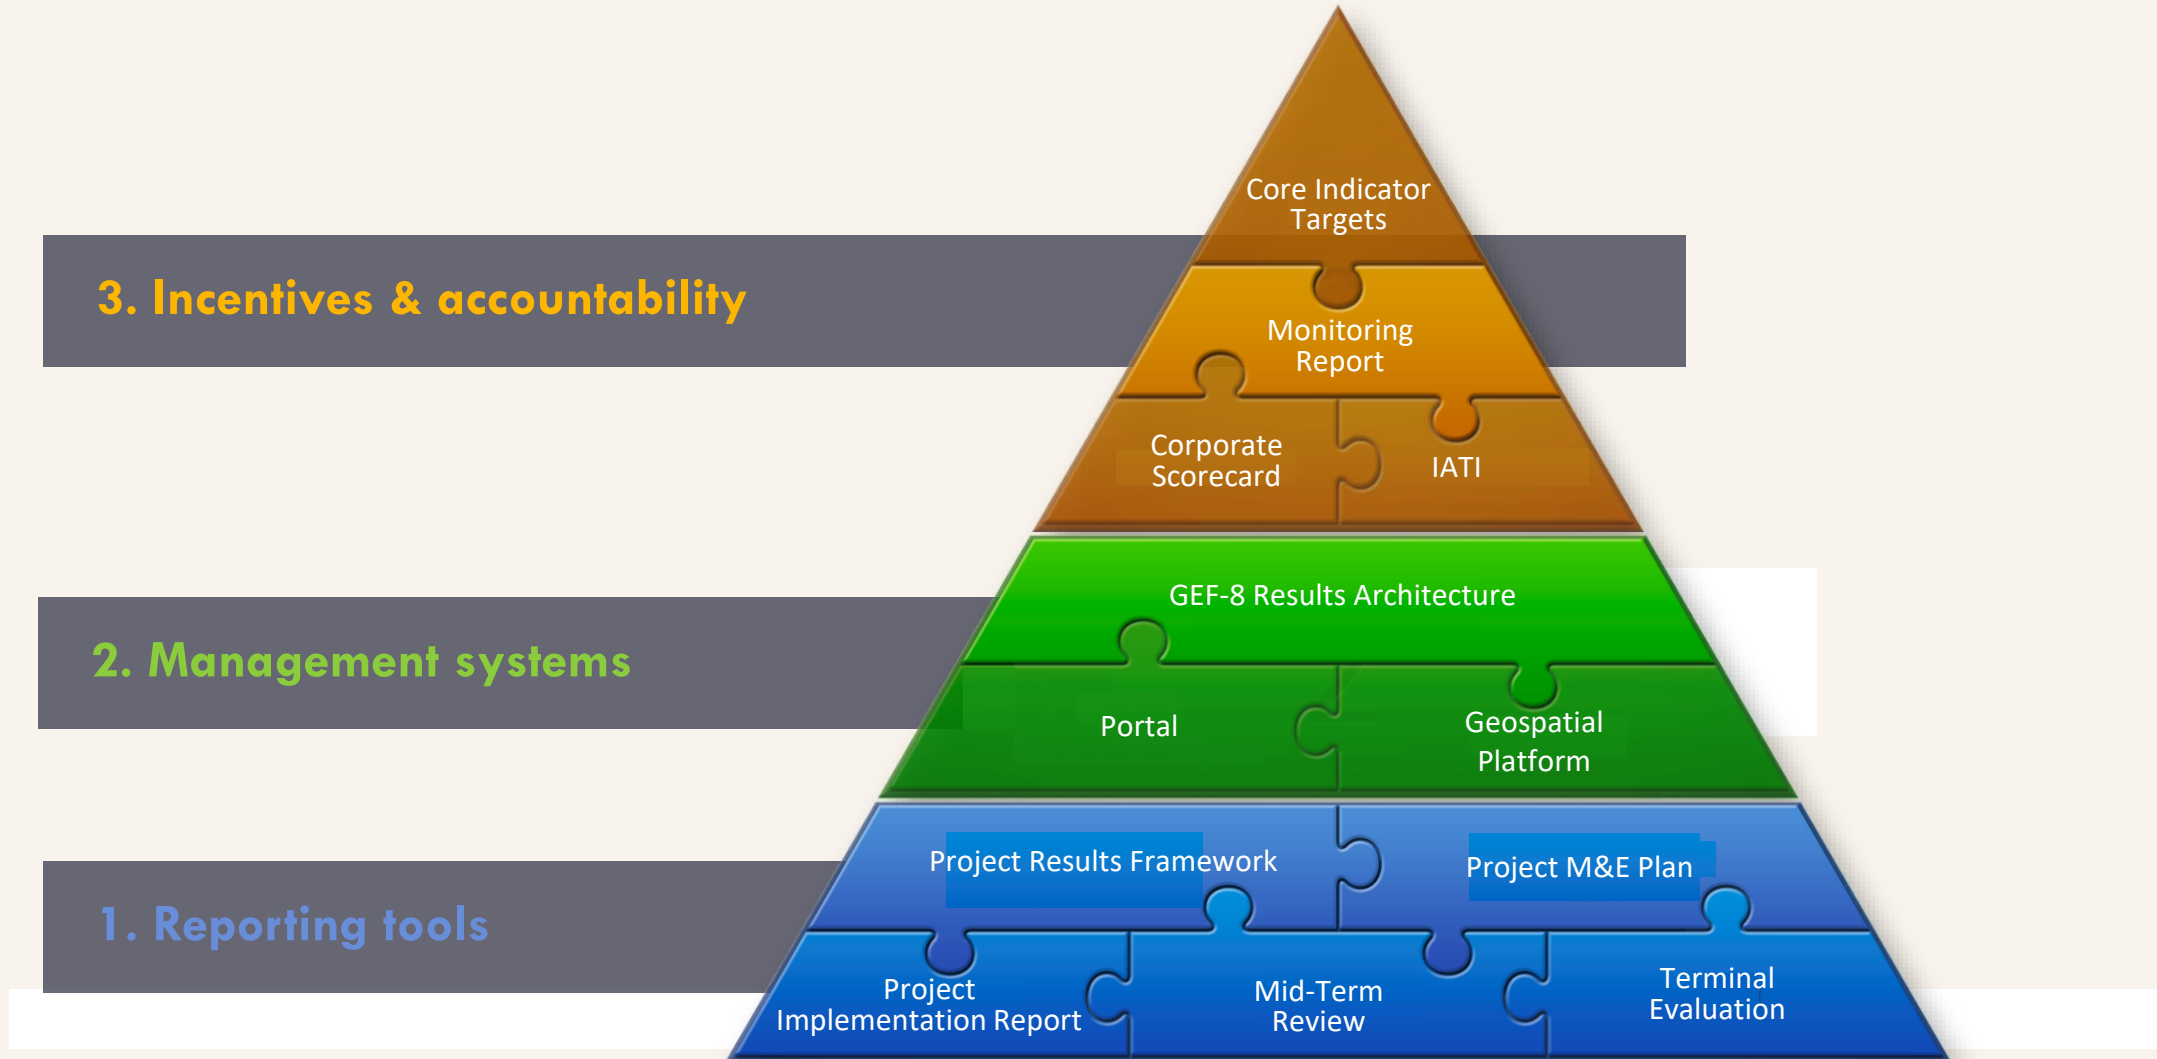 Core Indicator
Targets
3. Incentives & accountability
Monitoring
Report
Corporate
Scorecard
IATI
GEF-8 Results Architecture
2. Management systems
Portal
Geospatial
Platform
Project Results Framework
Project M&E Plan
1. Reporting tools
Project
Implementation Report
Mid-Term
Review
Terminal
Evaluation